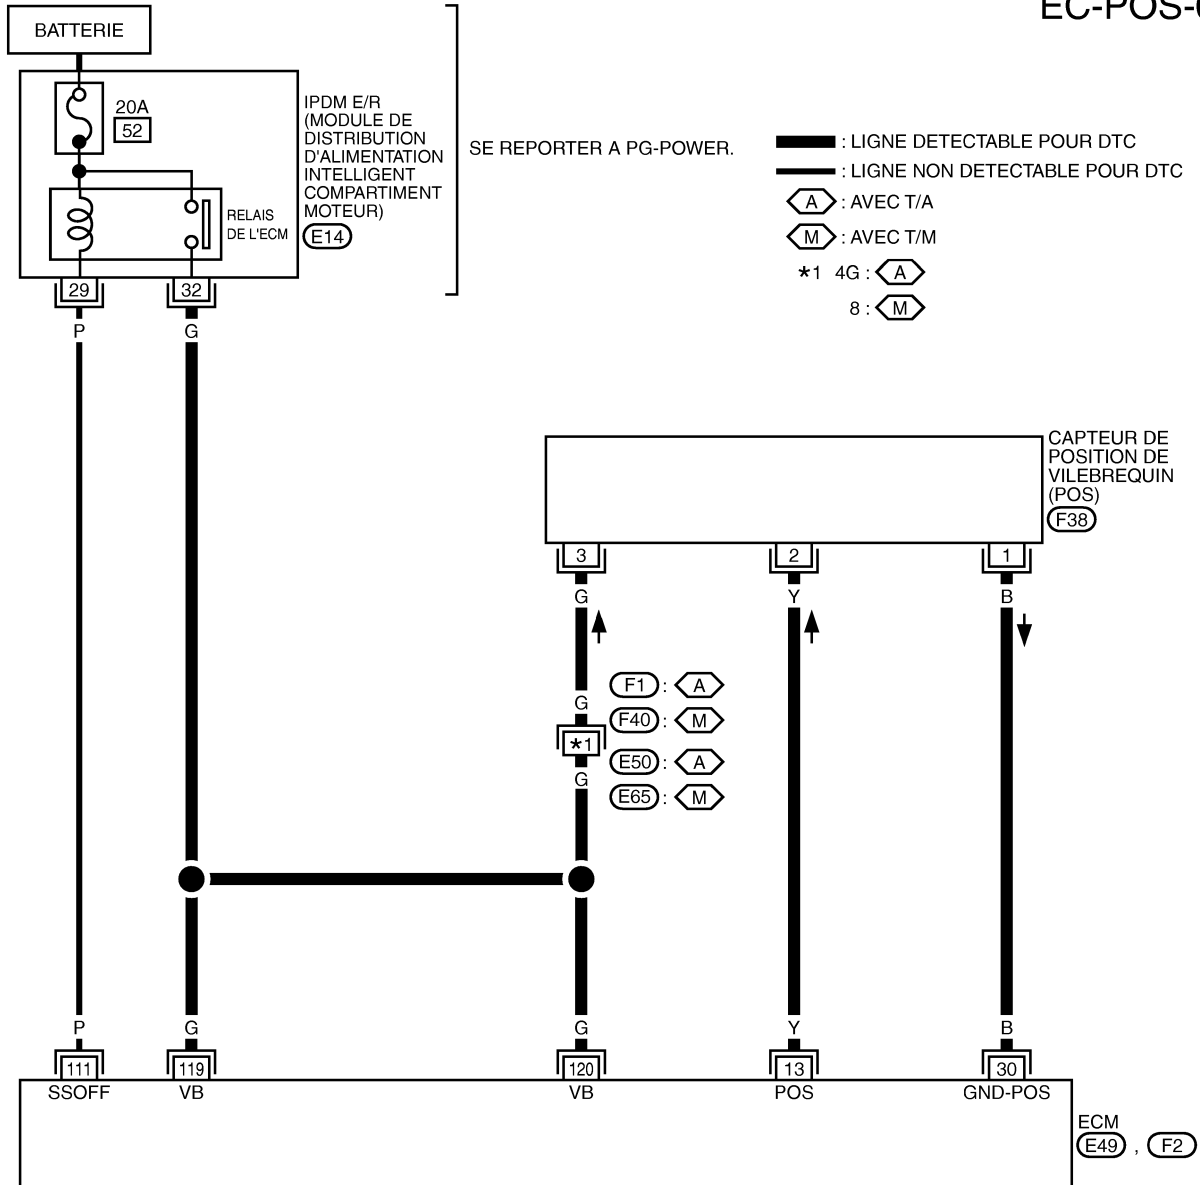 EC-POS-0
BATTERIE
20A
52
IPDM E/R
(MODULE DE
DISTRIBUTION
D'ALIMENTATION
INTELLIGENT
COMPARTIMENT
MOTEUR)
E14
RELAIS
DE L'ECM
SE REPORTER A PG-POWER.
: LIGNE DETECTABLE POUR DTC
: LIGNE NON DETECTABLE POUR DTC
A : AVEC T/A
M : AVEC T/M
*1 4G : A
8 : M
29 32
P G
CAPTEUR DE
POSITION DE
VILEBREQUIN
(POS)
F38
3 2 1
G Y B
F1 : A
G
F40 : M
*1
E50 : A
G
E65 : M
P G G Y B
111 119 120 13 30
SSOFF VB VB POS GND-POS
ECM
E49 , F2